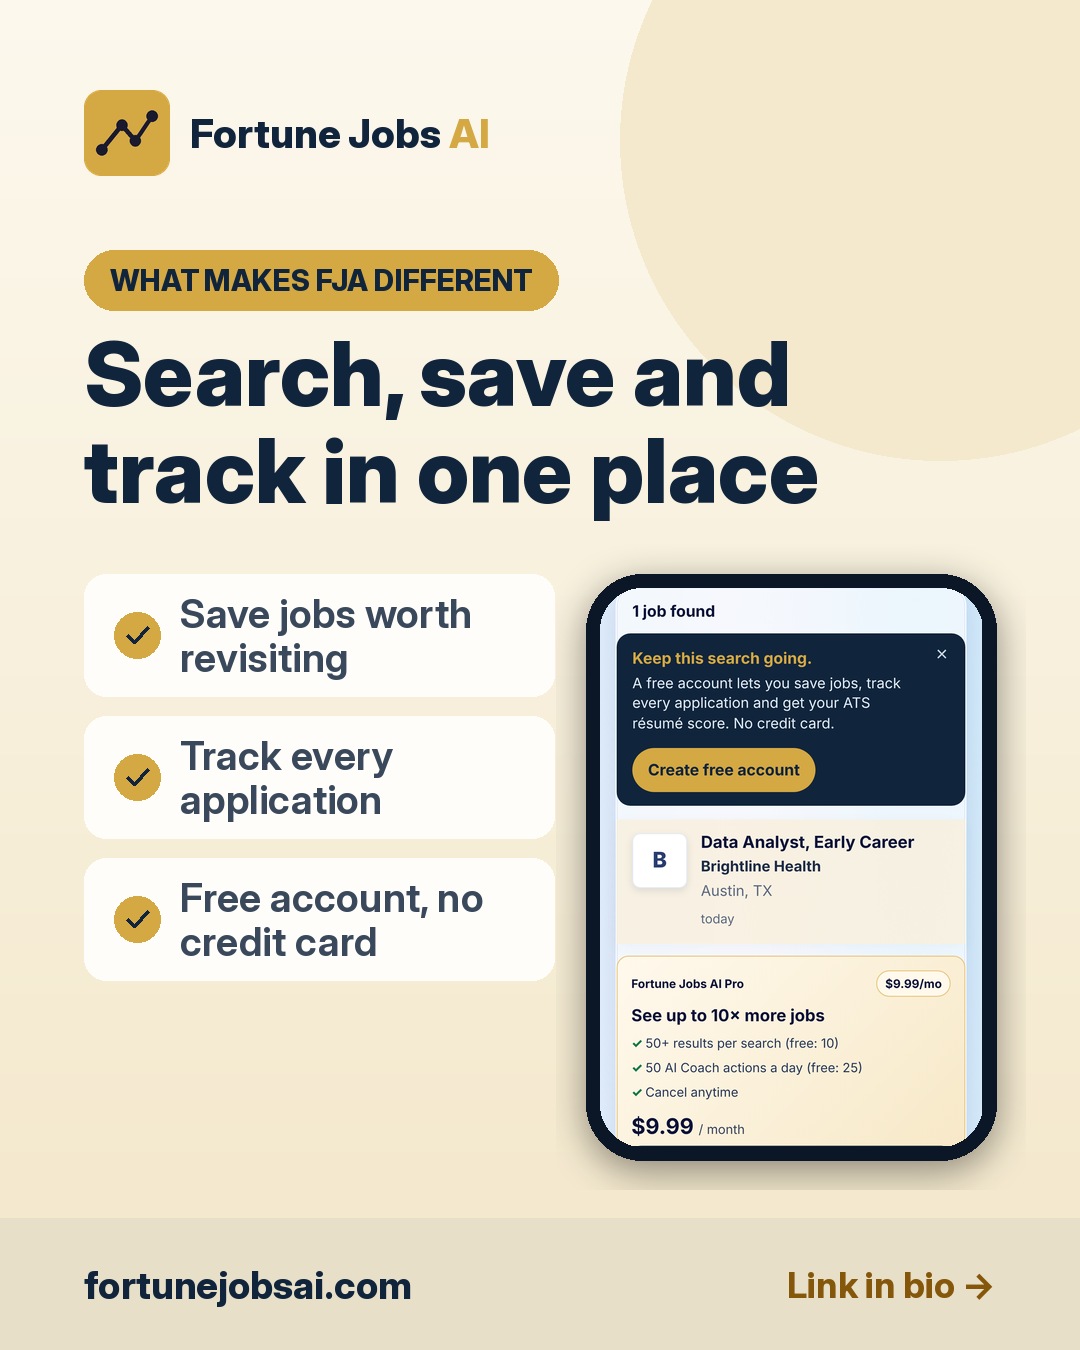 Fortune Jobs AI
WHAT MAKES FJA DIFFERENT
Search, save and
track in one place
Save jobs worth
revisiting
Track every
application
Free account, no
credit card
1 job found
Keep this search going.
×
A free account lets you save jobs, track
every application and get your ATS
résumé score. No credit card.
Create free account
B
Data Analyst, Early Career
Brightline Health
Austin, TX
today
Fortune Jobs AI Pro
$9.99/mo
See up to 10× more jobs
✓ 50+ results per search (free: 10)
✓ 50 AI Coach actions a day (free: 25)
✓ Cancel anytime
$9.99 / month
fortunejobsai.com
Link in bio →